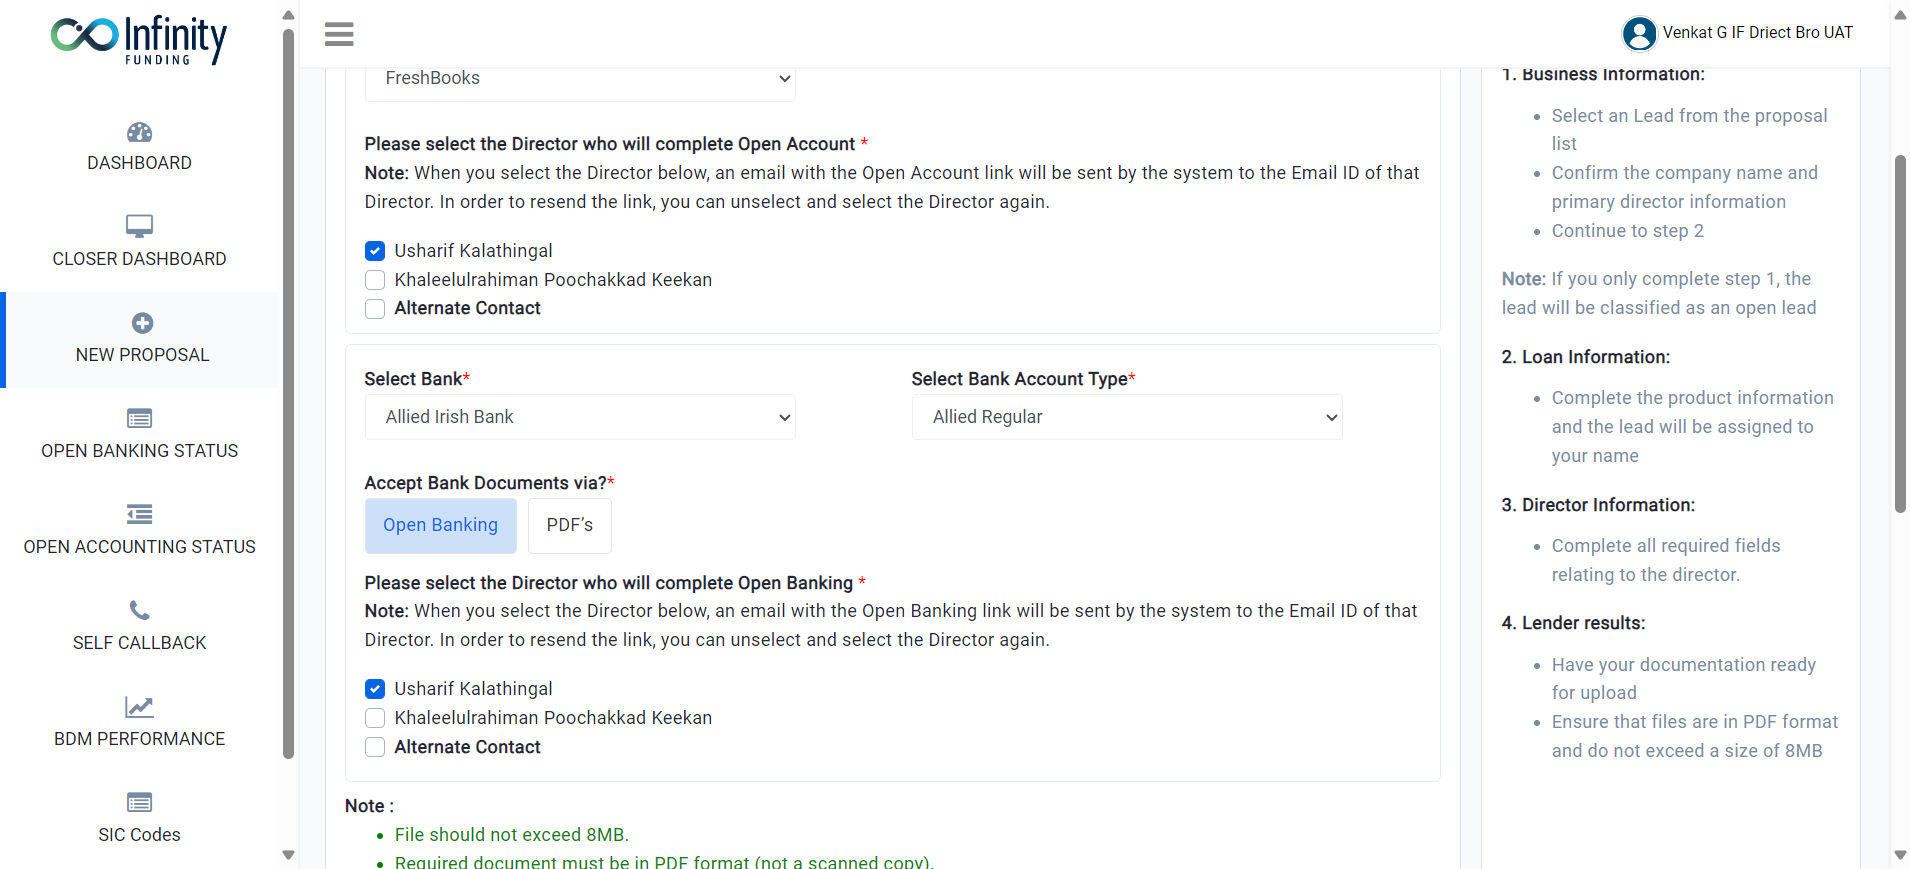 Infinity
FUNDING
DASHBOARD
CLOSER DASHBOARD
NEW PROPOSAL
OPEN BANKING STATUS
OPEN ACCOUNTING STATUS
SELF CALLBACK
BDM PERFORMANCE
SIC Codes
Venkat G IF Driect Bro UAT
FreshBooks
Please select the Director who will complete Open Account *
Note: When you select the Director below, an email with the Open Account link will be sent by the system to the Email ID of that
Director. In order to resend the link, you can unselect and select the Director again.
Usharif Kalathingal
Khaleelulrahiman Poochakkad Keekan
Alternate Contact
Select Bank*
Allied Irish Bank
Select Bank Account Type*
Allied Regular
Accept Bank Documents via?*
Open Banking
PDF’s
Please select the Director who will complete Open Banking *
Note: When you select the Director below, an email with the Open Banking link will be sent by the system to the Email ID of that
Director. In order to resend the link, you can unselect and select the Director again.
Usharif Kalathingal
Khaleelulrahiman Poochakkad Keekan
Alternate Contact
Note :
• File should not exceed 8MB.
• Required document must be in PDF format (not a scanned copy).
1. Business Information:
• Select an Lead from the proposal
list
• Confirm the company name and
primary director information
• Continue to step 2
Note: If you only complete step 1, the
lead will be classified as an open lead
2. Loan Information:
• Complete the product information
and the lead will be assigned to
your name
3. Director Information:
• Complete all required fields
relating to the director.
4. Lender results:
• Have your documentation ready
for upload
• Ensure that files are in PDF format
and do not exceed a size of 8MB